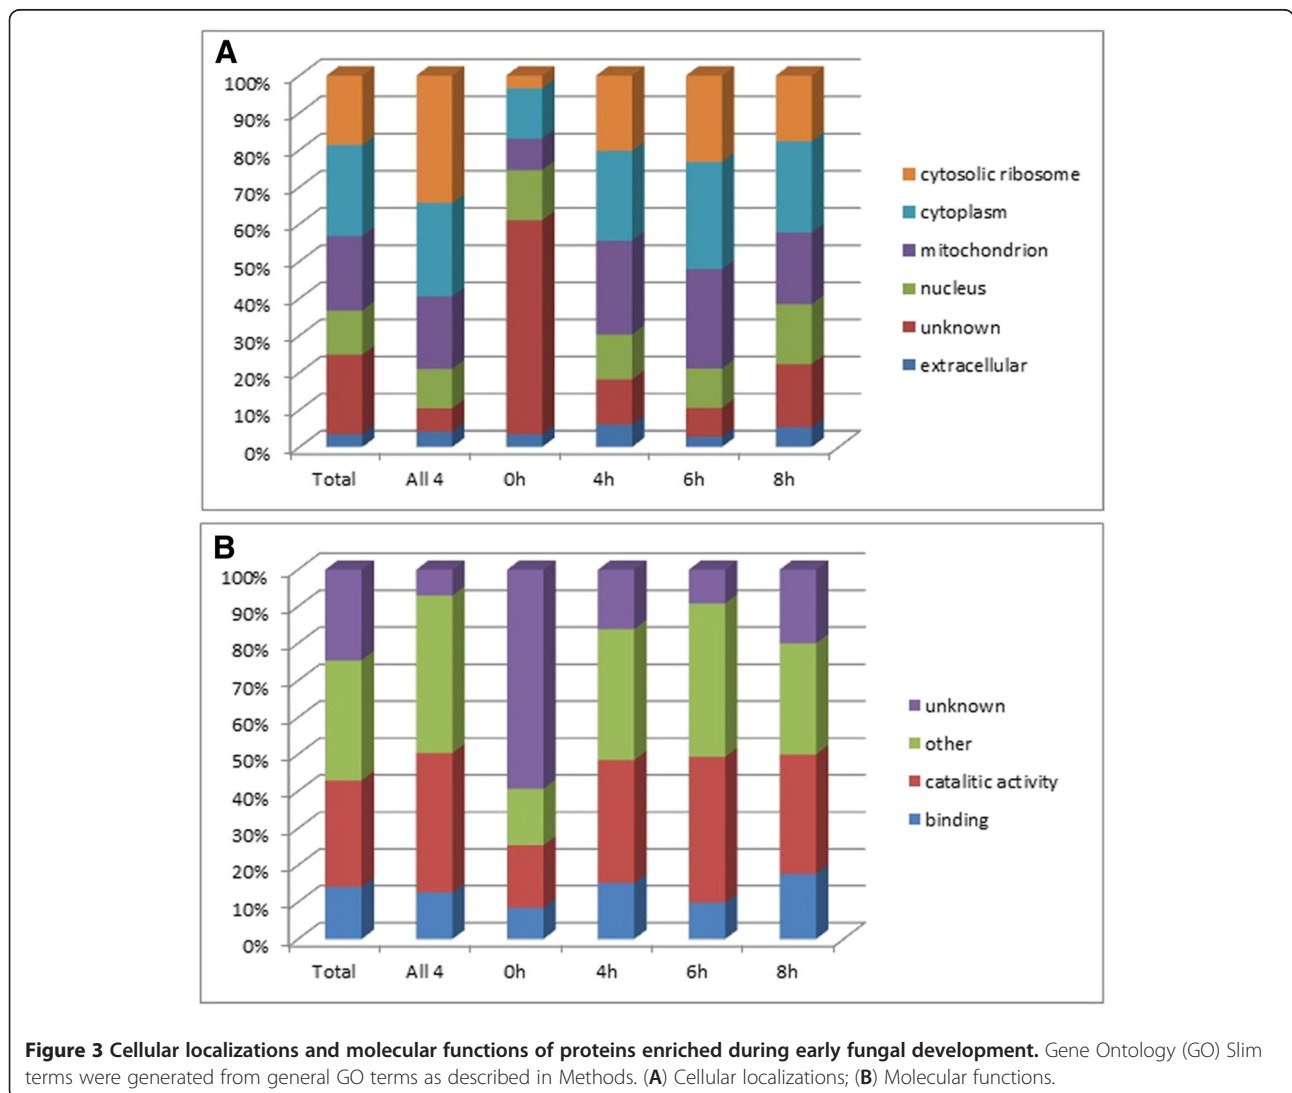 A
100%
90%
80%
70%
60%
50%
40%
30%
20%
10%
0%
Total All 4 0h 4h 6h 8h
cytosolic ribosome
cytoplasm
mitochondrion
nucleus
unknown
extracellular
B
100%
90%
80%
70%
60%
50%
40%
30%
20%
10%
0%
Total All 4 0h 4h 6h 8h
unknown
other
catalitic activity
binding
Figure 3 Cellular localizations and molecular functions of proteins enriched during early fungal development. Gene Ontology (GO) Slim
terms were generated from general GO terms as described in Methods. (A) Cellular localizations; (B) Molecular functions.